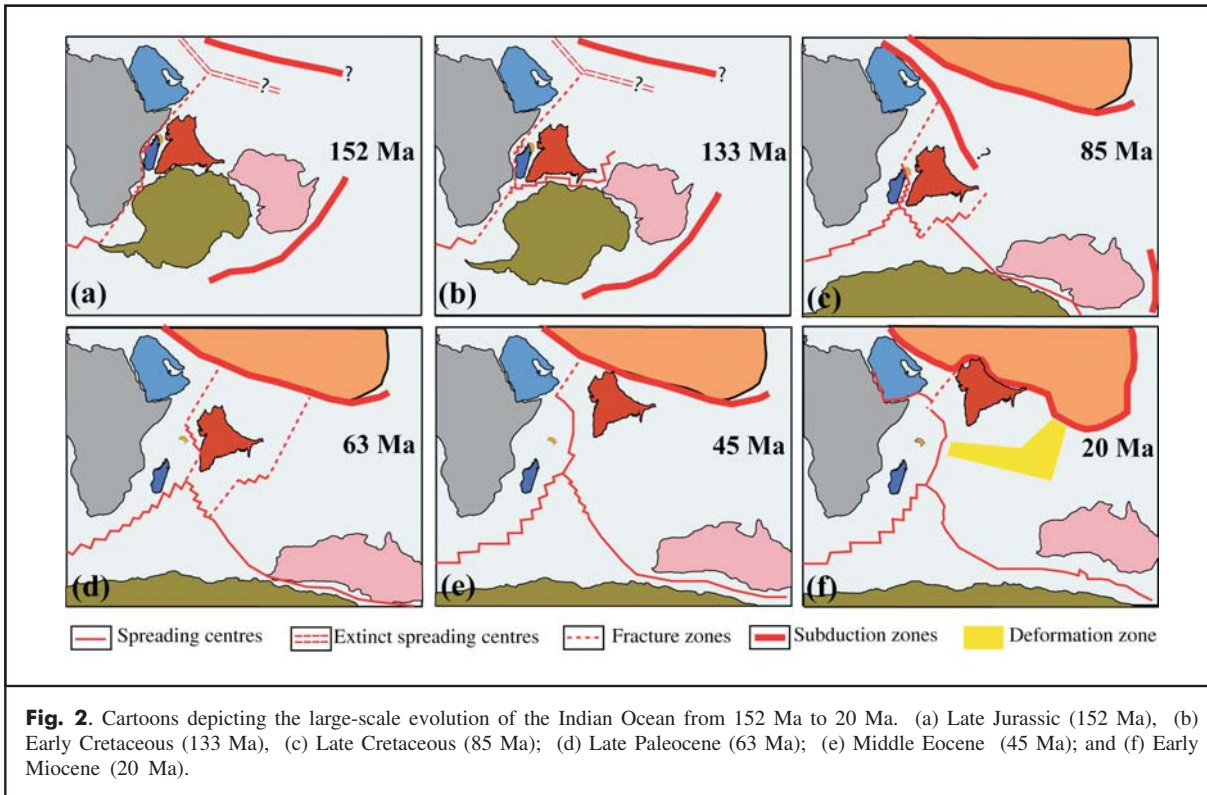 ?
?
152 Ma
(a)
?
?
133 Ma
(b)
?
85 Ma
(c)
63 Ma
(d)
45 Ma
(e)
20 Ma
(f)
Spreading centres Extinct spreading centres Fracture zones Subduction zones Deformation zone
Fig. 2. Cartoons depicting the large-scale evolution of the Indian Ocean from 152 Ma to 20 Ma. (a) Late Jurassic (152 Ma), (b)
Early Cretaceous (133 Ma), (c) Late Cretaceous (85 Ma); (d) Late Paleocene (63 Ma); (e) Middle Eocene (45 Ma); and (f) Early
Miocene (20 Ma).